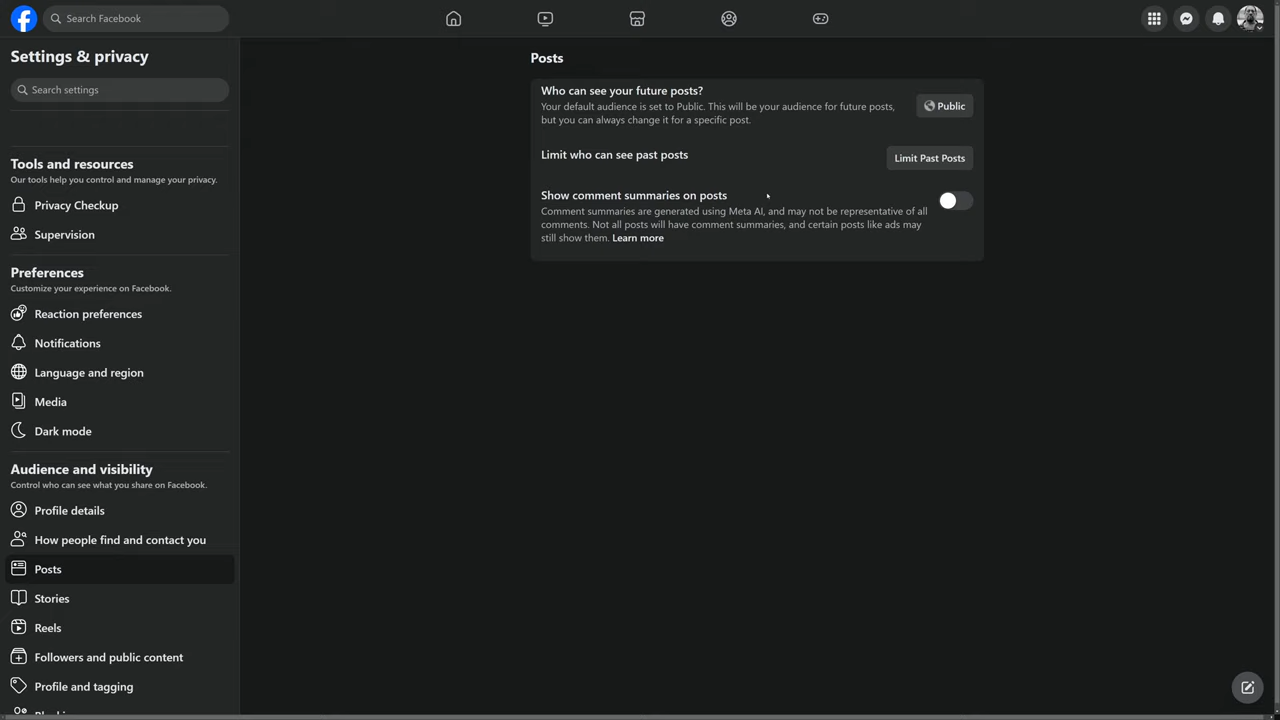 Search Facebook
Settings & privacy
Search settings
Tools and resources
Our tools help you control and manage your privacy.
Privacy Checkup
Supervision
Preferences
Customize your experience on Facebook.
Reaction preferences
Notifications
Language and region
Media
Dark mode
Audience and visibility
Control who can see what you share on Facebook.
Profile details
How people find and contact you
Posts
Stories
Reels
Followers and public content
Profile and tagging
Posts
Who can see your future posts?
Your default audience is set to Public. This will be your audience for future posts,
but you can always change it for a specific post.
Public
Limit who can see past posts
Limit Past Posts
Show comment summaries on posts
Comment summaries are generated using Meta AI, and may not be representative of all
comments. Not all posts will have comment summaries, and certain posts like ads may
still show them. Learn more